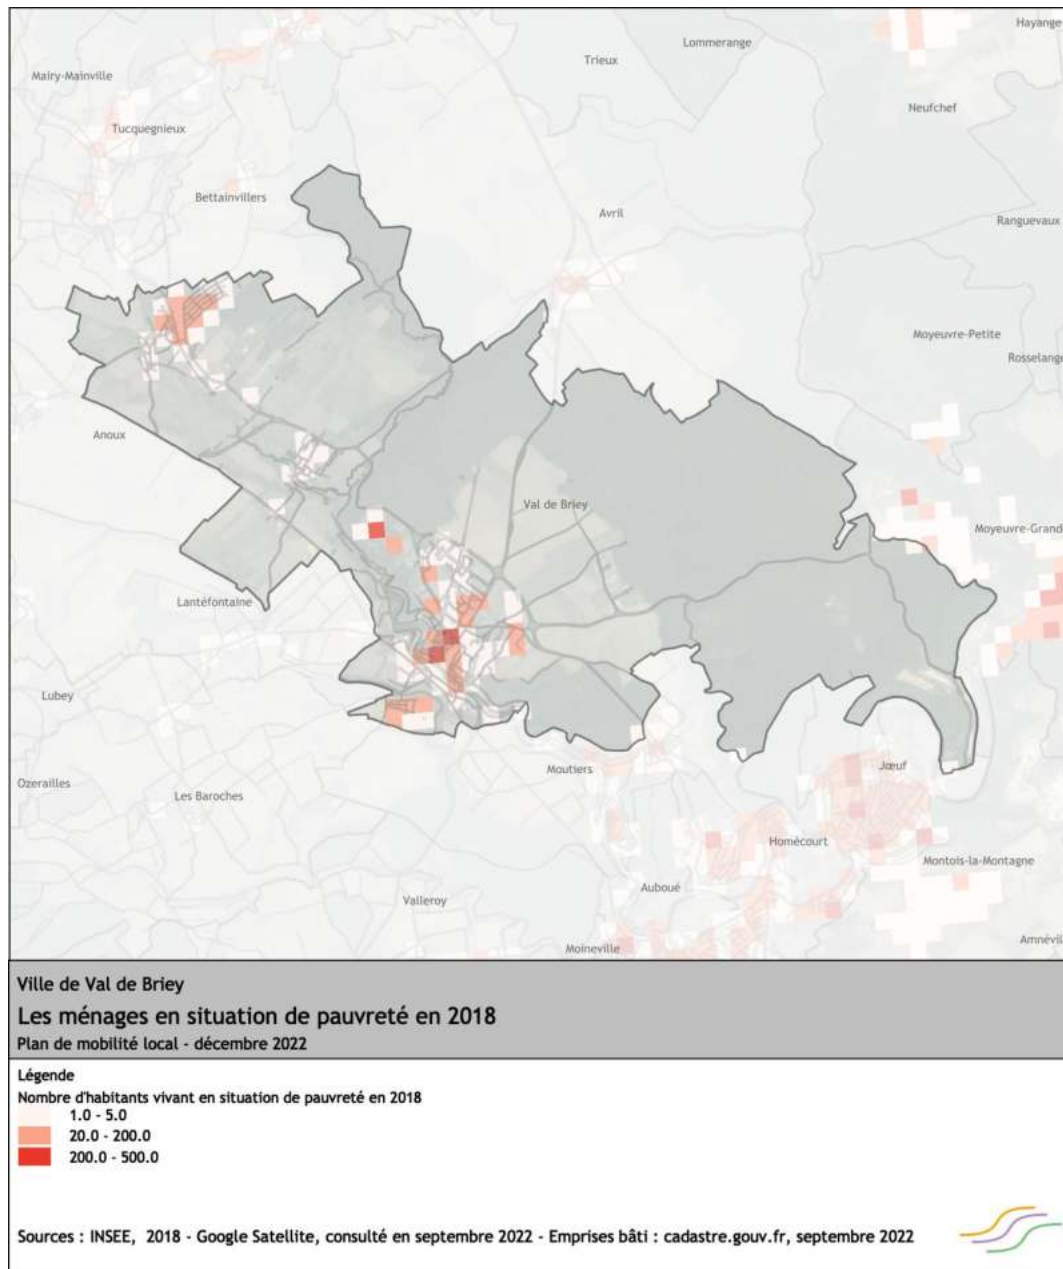 Hayange
Lommerange
Trieux
Mairy-Mainville
Neufchef
Tucquegnieux
Bettainvillers
Avril
Ranguevaux
Moyeuvre-Petite
Rosselange
Anoux
Val de Briey
Moyeuvre-Grand
Lantéfontaine
Lubey
Moutiers
Jœuf
Ozerailles
Les Baroches
Homécourt
Montois-la-Montagne
Auboué
Valleroy
Amnévil
Moineville
Ville de Val de Briey
Les ménages en situation de pauvreté en 2018
Plan de mobilité local - décembre 2022
Légende
Nombre d'habitants vivant en situation de pauvreté en 2018
1.0 - 5.0
20.0 - 200.0
200.0 - 500.0
Sources : INSEE, 2018 - Google Satellite, consulté en septembre 2022 - Emprises bâti : cadastre.gouv.fr, septembre 2022